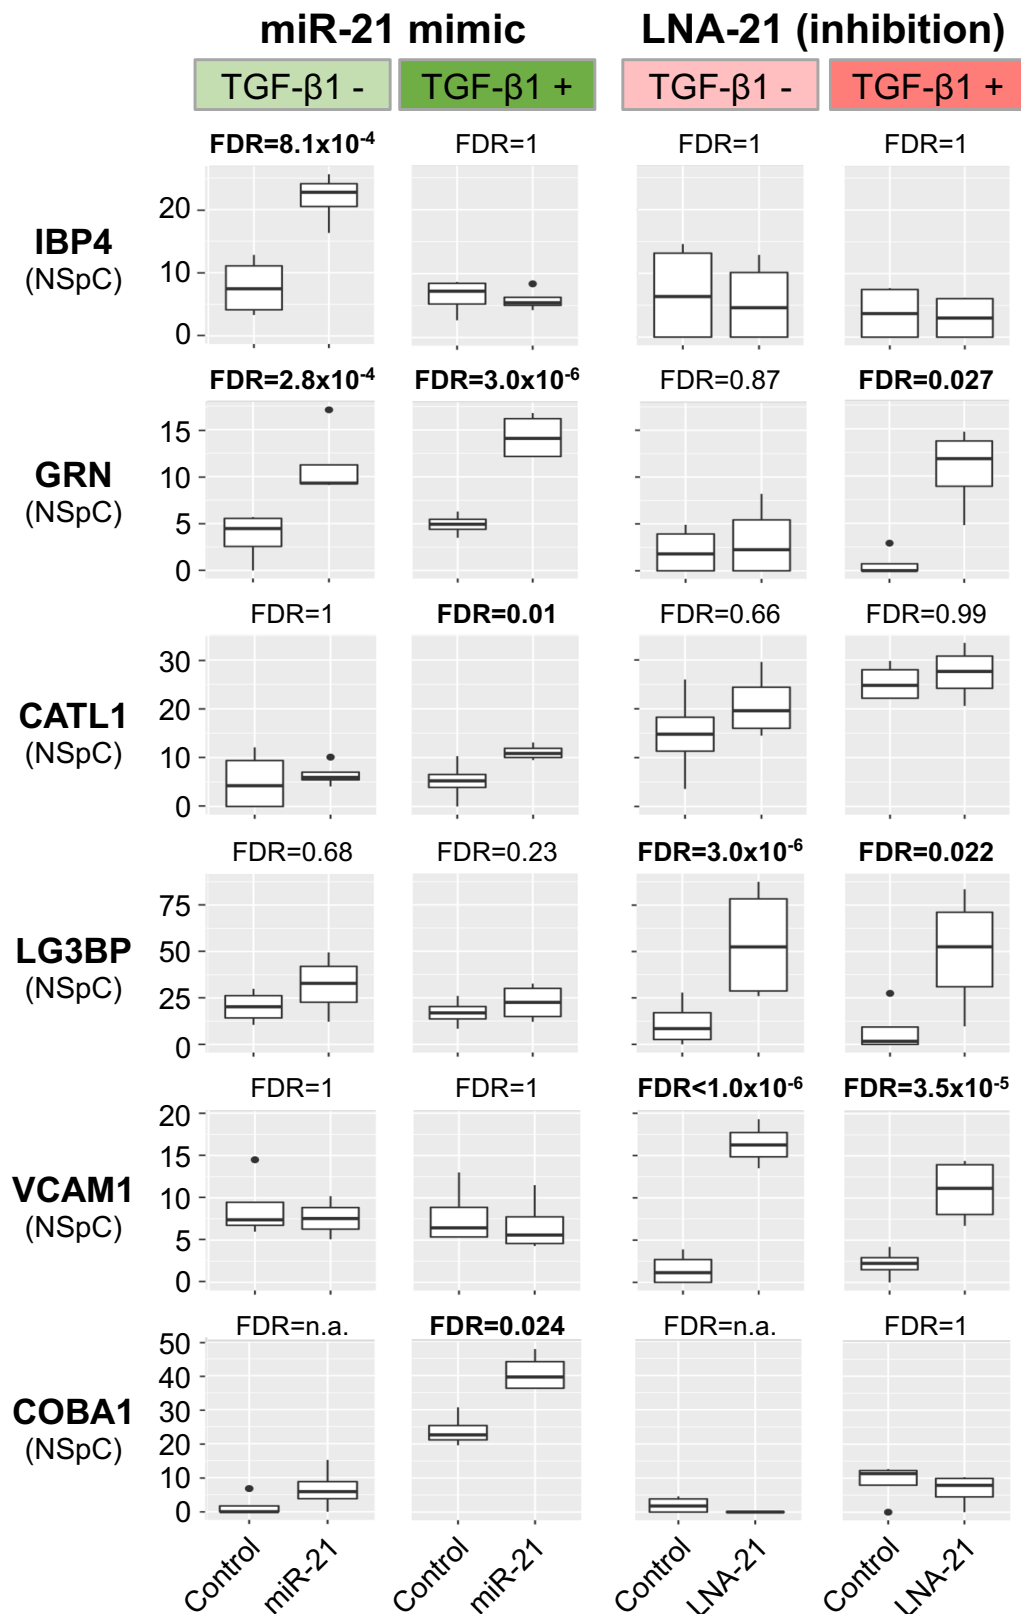 miR-21 mimic LNA-21 (inhibition)
TGF-β1 - TGF-β1 + TGF-β1 - TGF-β1 +
FDR=8.1x10⁻⁴ FDR=1 FDR=1 FDR=1
IBP4
(NSpC)
20
10
0
FDR=2.8x10⁻⁴ FDR=3.0x10⁻⁶ FDR=0.87 FDR=0.027
GRN
(NSpC)
15
10
5
0
FDR=1 FDR=0.01 FDR=0.66 FDR=0.99
CATL1
(NSpC)
30
20
10
0
FDR=0.68 FDR=0.23 FDR=3.0x10⁻⁶ FDR=0.022
LG3BP
(NSpC)
75
50
25
0
FDR=1 FDR=1 FDR<1.0x10⁻⁶ FDR=3.5x10⁻⁵
VCAM1
(NSpC)
20
15
10
5
0
FDR=n.a. FDR=0.024 FDR=n.a. FDR=1
COBA1
(NSpC)
50
40
30
20
10
0
Control miR-21 Control miR-21 Control LNA-21 Control LNA-21